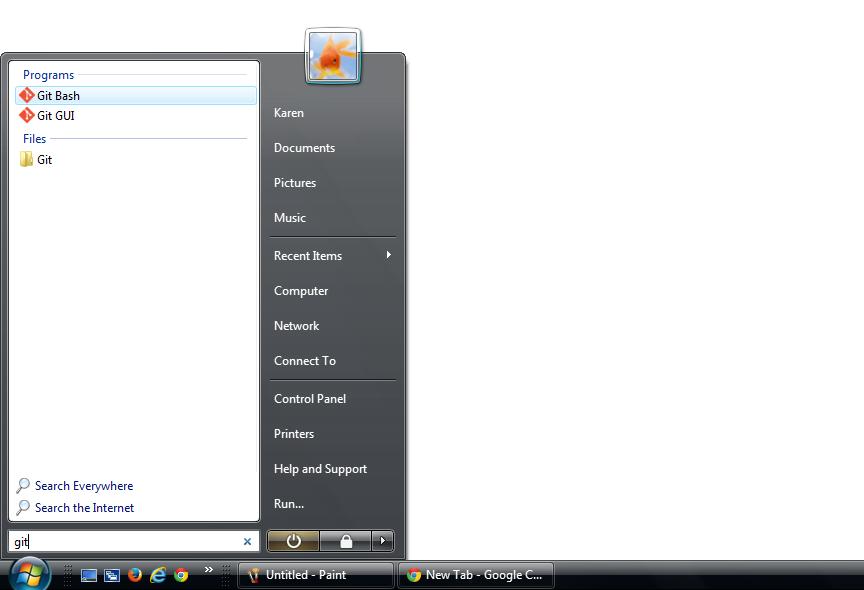 Programs
Git Bash
Git GUI
Files
Git
Search Everywhere
Search the Internet
git
Karen
Documents
Pictures
Music
Recent Items
Computer
Network
Connect To
Control Panel
Printers
Help and Support
Run...
Untitled - Paint
New Tab - Google C...